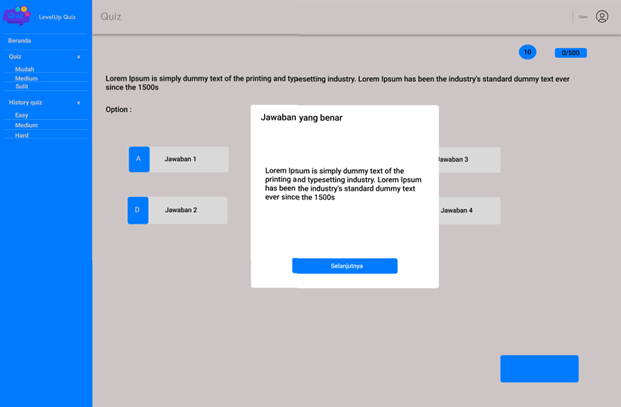 Quiz
LevelUp Quiz
Quiz
User
Beranda
Quiz
Mudah
Medium
Sulit
History quiz
Easy
Medium
Hard
10
0/500
Lorem Ipsum is simply dummy text of the printing and typesetting industry. Lorem Ipsum has been the industry's standard dummy text ever
since the 1500s
Option :
A Jawaban 1
Jawaban 3
D Jawaban 2
Jawaban 4
Jawaban yang benar
Lorem Ipsum is simply dummy text of the
printing and typesetting industry. Lorem Ipsum
has been the industry's standard dummy text
ever since the 1500s
Selanjutnya